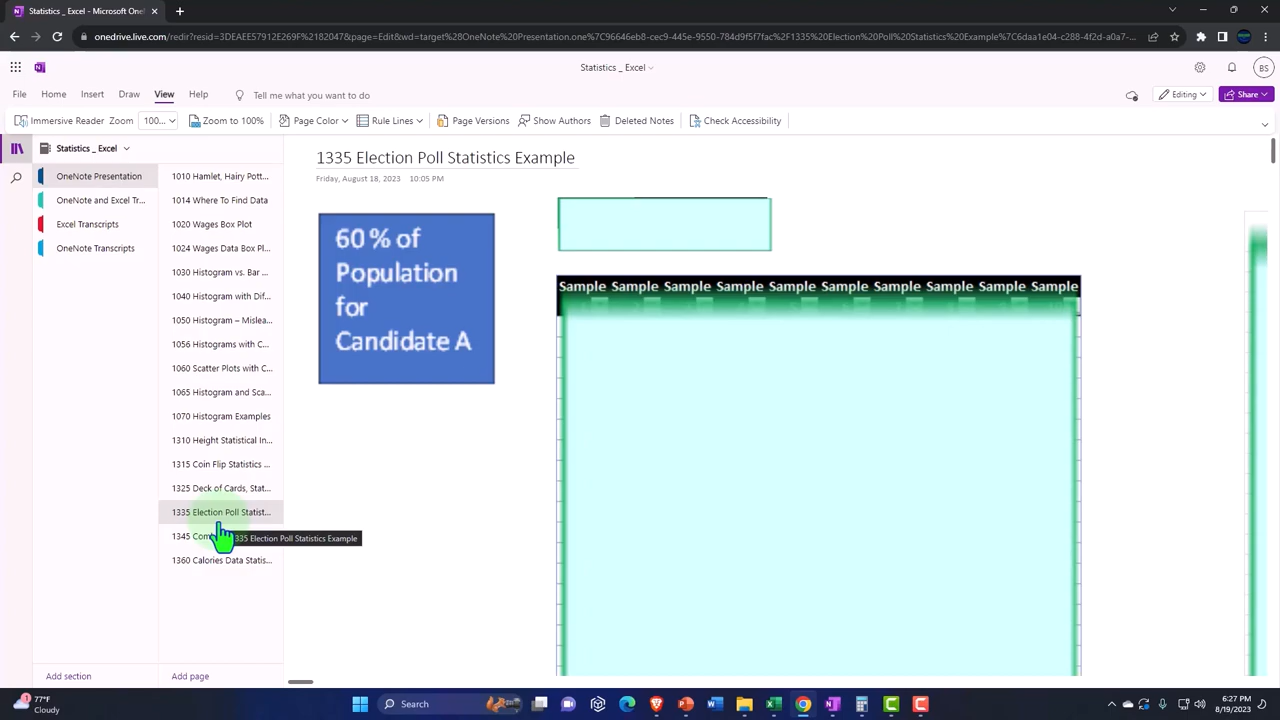 Statistics _ Excel - Microsoft One
onedrive.live.com/redir?resid=3DEAEE57912E269F%2182047&page=Edit&wd=target%28OneNote%20Presentation.one%7C96646eb8-cec9-445e-9550-784d9f5f7fac%2F1335%20Election%20Poll%20Statistics%20Example%7C6daa1e04-c288-4f2d-a0a7-...
Statistics _ Excel
BS
File Home Insert Draw View Help Tell me what you want to do
Editing Share
Immersive Reader Zoom 100... Zoom to 100% Page Color Rule Lines Page Versions Show Authors Deleted Notes Check Accessibility
Statistics _ Excel
OneNote Presentation
OneNote and Excel Tr...
Excel Transcripts
OneNote Transcripts
Add section
1010 Hamlet, Hairy Pott...
1014 Where To Find Data
1020 Wages Box Plot
1024 Wages Data Box Pl...
1030 Histogram vs. Bar ...
1040 Histogram with Dif...
1050 Histogram – Mislea...
1056 Histograms with C...
1060 Scatter Plots with C...
1065 Histogram and Sca...
1070 Histogram Examples
1310 Height Statistical In...
1315 Coin Flip Statistics ...
1325 Deck of Cards, Stat...
1335 Election Poll Statist...
1345 Com
1335 Election Poll Statistics Example
1360 Calories Data Statis...
Add page
1335 Election Poll Statistics Example
Friday, August 18, 2023 10:05 PM
60 % of
Population
for
Candidate A
Sample Sample Sample Sample Sample Sample Sample Sample Sample Sample
77°F
Cloudy
Search
6:27 PM
8/19/2023